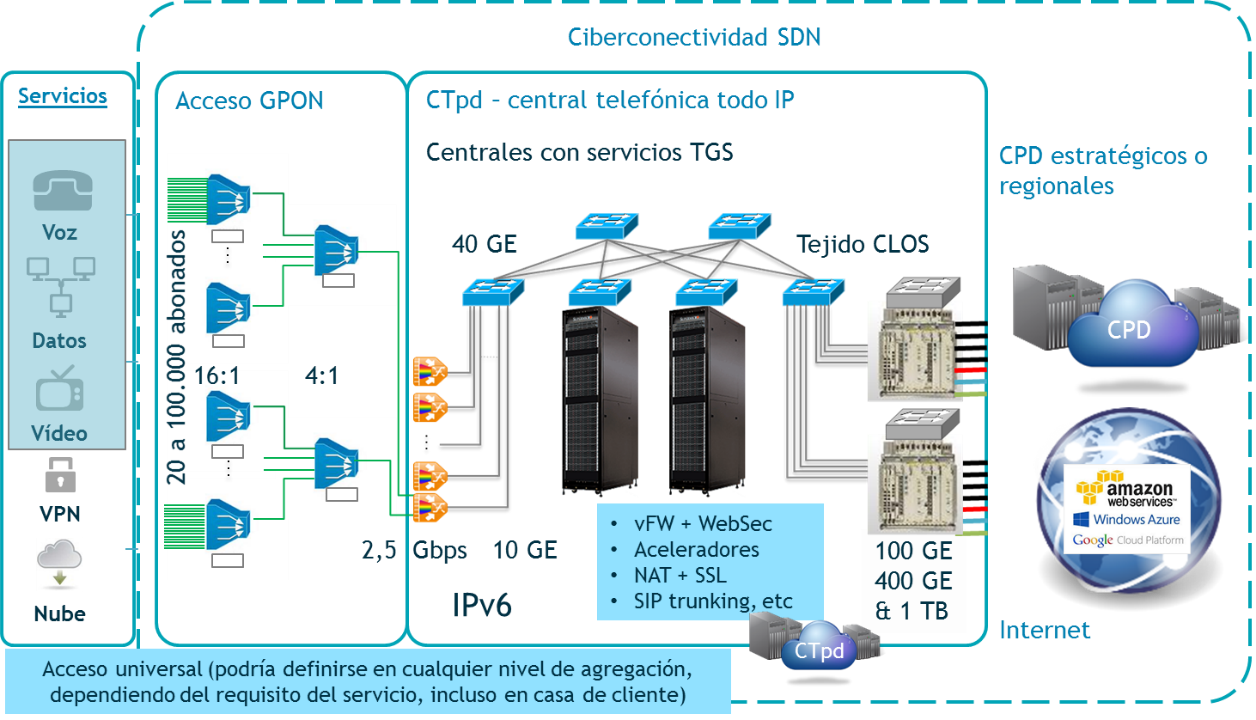 Ciberconectividad SDN
Servicios
Voz
Datos
Vídeo
VPN
Nube
Acceso GPON
20 a 100.000 abonados
16:1
4:1
2,5 Gbps
CTpd – central telefónica todo IP
Centrales con servicios TGS
40 GE
Tejido CLOS
10 GE
IPv6
• vFW + WebSec
• Aceleradores
• NAT + SSL
• SIP trunking, etc
100 GE
400 GE
& 1 TB
CTpd
CPD estratégicos o
regionales
CPD
amazon
webservices™
Windows Azure
Google Cloud Platform
Internet
Acceso universal (podría definirse en cualquier nivel de agregación,
dependiendo del requisito del servicio, incluso en casa de cliente)